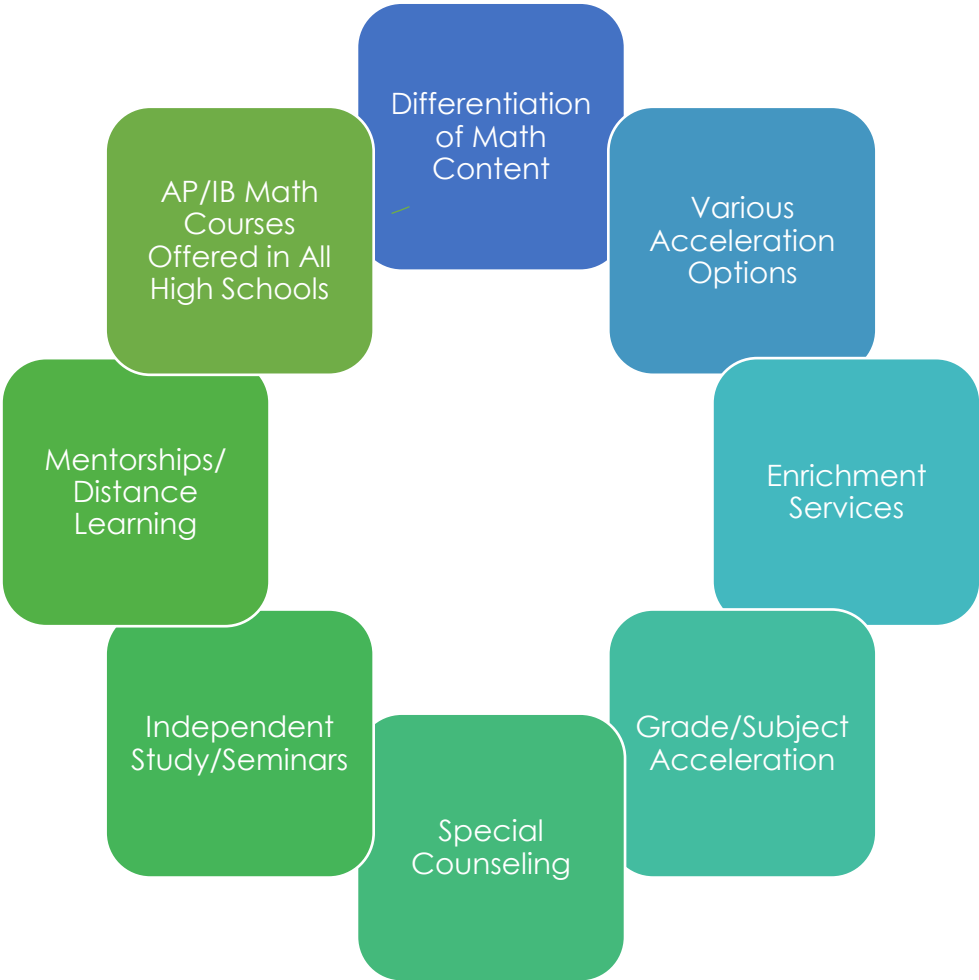 Differentiation
of Math
Content
Various
Acceleration
Options
Enrichment
Services
Grade/Subject
Acceleration
Special
Counseling
Independent
Study/Seminars
Mentorships/
Distance
Learning
AP/IB Math
Courses
Offered in All
High Schools